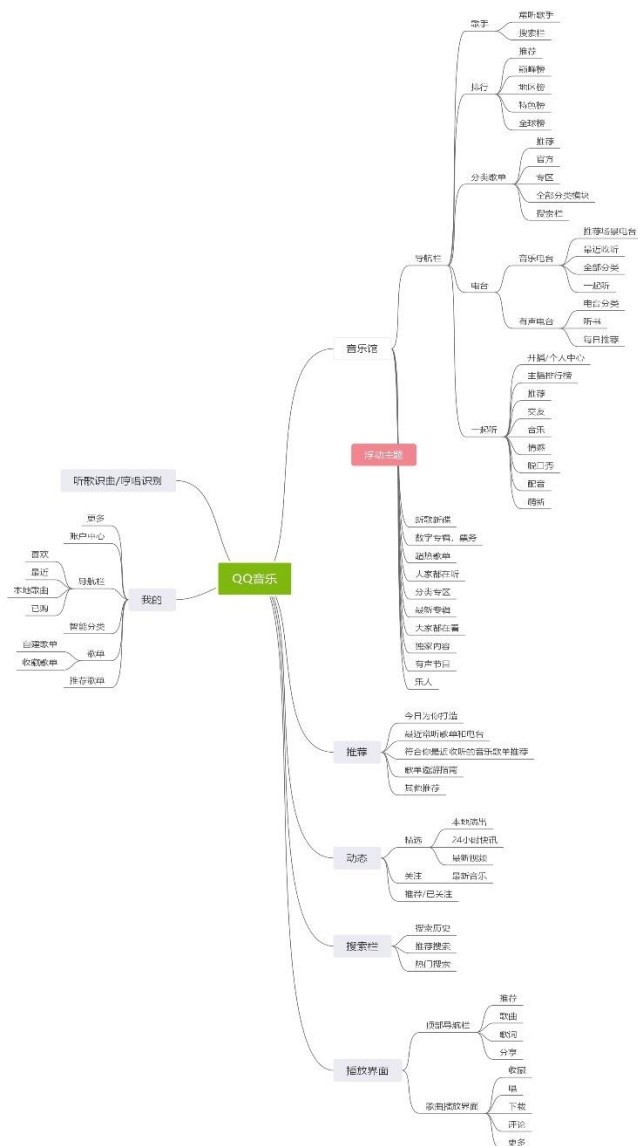 QQ音乐
音乐馆
导航栏
歌手
常听歌手
搜索栏
排行
推荐
巅峰榜
地区榜
特色榜
全球榜
分类歌单
推荐
官方
专区
全部分类模块
搜索栏
电台
音乐电台
推荐场景电台
最近收听
全部分类
一起听
有声电台
电台分类
听书
每日推荐
一起听
开播/个人中心
主播排行榜
推荐
交友
音乐
情感
脱口秀
配音
萌新
浮动主题
听歌新碟
数字专辑、票务
超热歌单
大家都在听
分类专区
最新专辑
大家都在看
独家内容
有声节目
乐人
听歌识曲/哼唱识别
我的
更多
账户中心
导航栏
喜欢
最近
本地歌曲
已购
智能分类
歌单
自建歌单
收藏歌单
推荐歌单
推荐
今日为你打造
最近常听歌单和电台
符合你最近收听的音乐歌单推荐
歌单遨游指南
其他推荐
动态
精选
本地演出
24小时快讯
最新视频
关注
最新音乐
推荐/已关注
搜索栏
搜索历史
推荐搜索
热门搜索
播放界面
顶部导航栏
推荐
歌曲
歌词
分享
歌曲播放界面
收藏
唱
下载
评论
更多